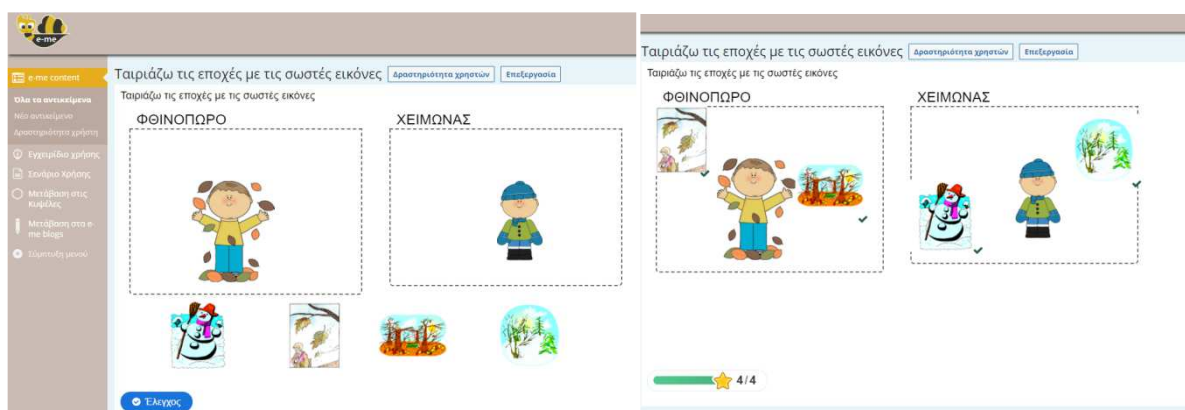 e-me
e-me content
Όλα τα αντικείμενα
Νέο αντικείμενο
Δραστηριότητα χρήστη
Εγχειρίδιο χρήσης
Σενάριο Χρήσης
Μετάβαση στις
Κυψέλες
Μετάβαση στα e-
me blogs
Σύμπτυξη μενού
Ταιριάζω τις εποχές με τις σωστές εικόνες Δραστηριότητα χρηστών Επεξεργασία
Ταιριάζω τις εποχές με τις σωστές εικόνες
ΦΘΙΝΟΠΩΡΟ ΧΕΙΜΩΝΑΣ
Έλεγχος
Ταιριάζω τις εποχές με τις σωστές εικόνες Δραστηριότητα χρηστών Επεξεργασία
Ταιριάζω τις εποχές με τις σωστές εικόνες
ΦΘΙΝΟΠΩΡΟ ΧΕΙΜΩΝΑΣ
4/4